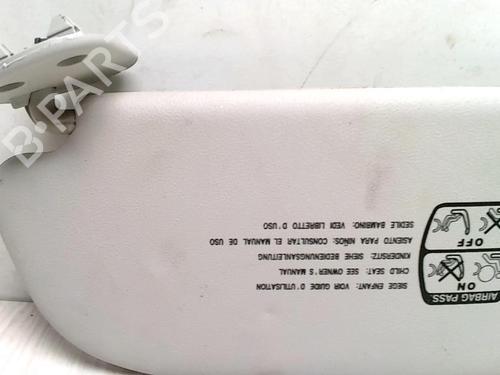 B-PARTS
SIEGE ENFANT: VOIR GUIDE D'UTILISATION
CHILD SEAT: SEE OWNER'S MANUAL
KINDERSITZ: SIEHE BEDIENUNGSANLEITUNG
ASIENTO PARA NIÑOS: CONSULTAR EL MANUAL DE USO
SEDILE BAMBINO: VEDI LIBRETTO D'USO
AIRBAG PASS
ON
OFF